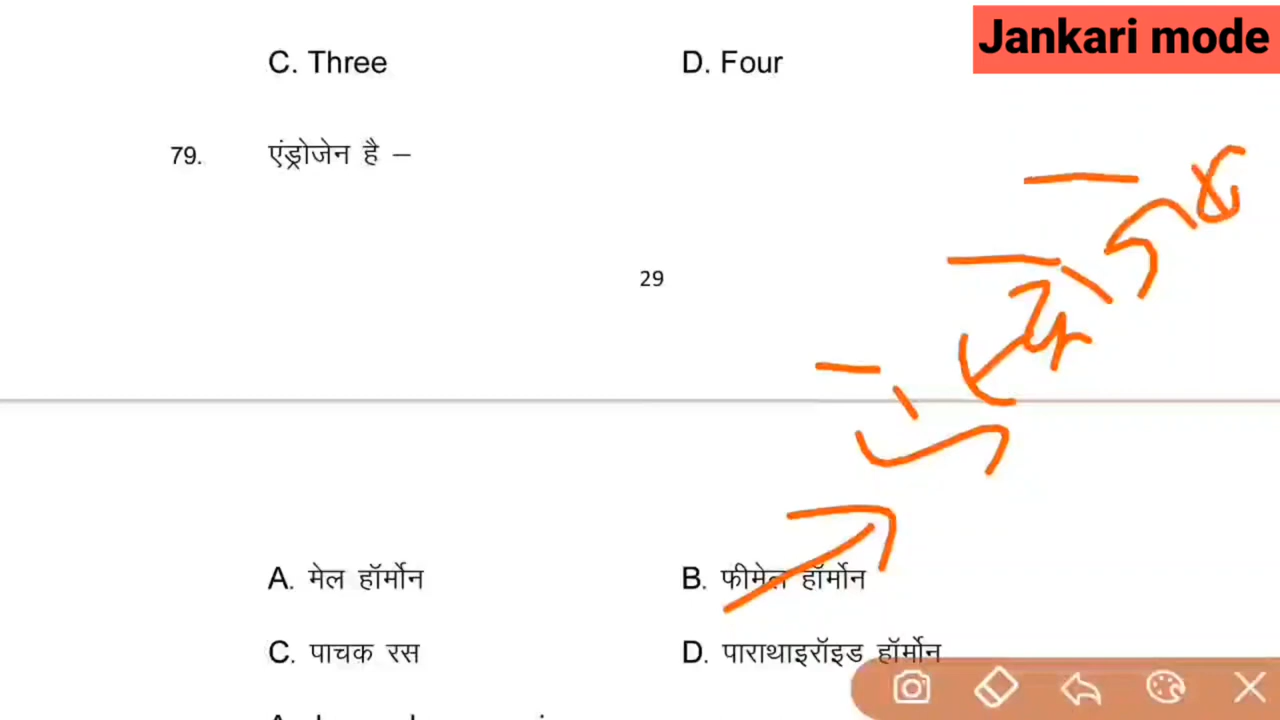 Jankari mode
C. Three D. Four
79. एंड्रोजेन है –
29
A. मेल हॉर्मोन B. फीमेल हॉर्मोन
C. पाचक रस D. पाराथाइरॉइड हॉर्मोन